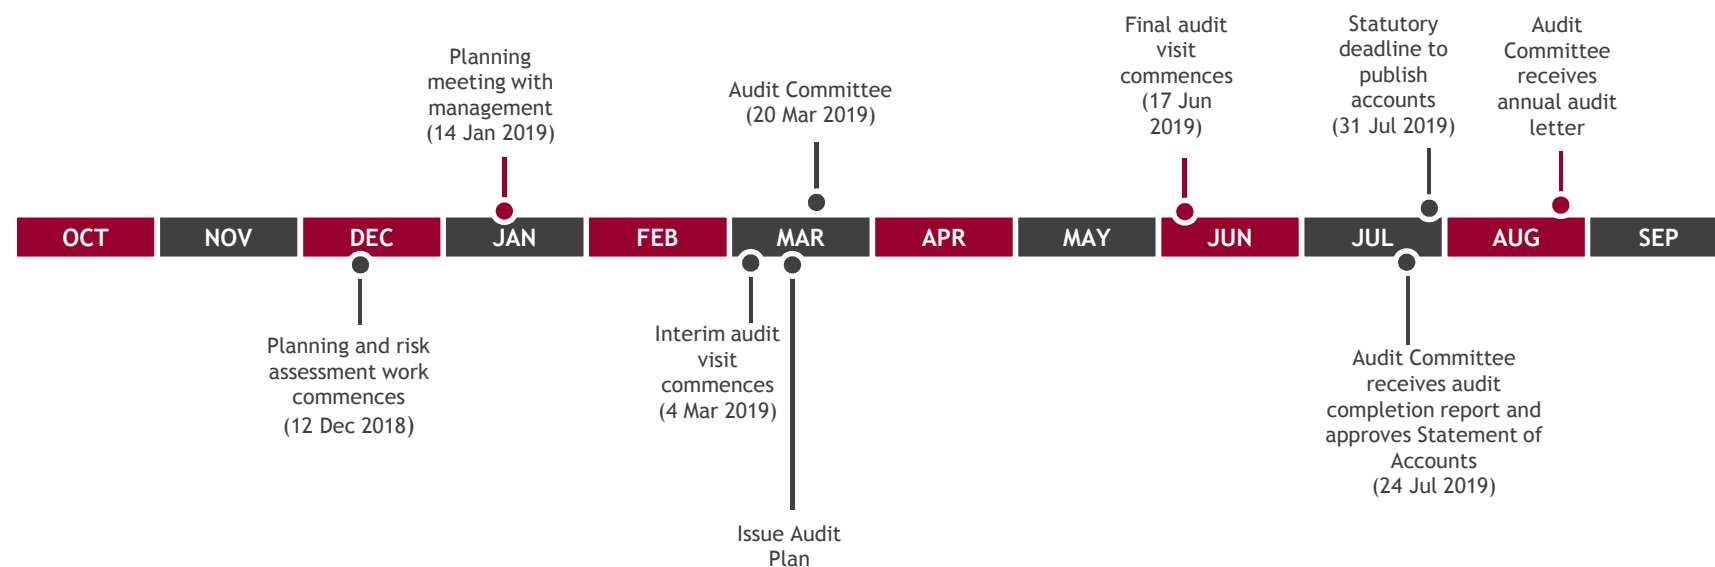 Planning
meeting with
management
(14 Jan 2019)
Audit Committee
(20 Mar 2019)
Final audit
visit
commences
(17 Jun
2019)
Statutory
deadline to
publish
accounts
(31 Jul 2019)
Audit
Committee
receives
annual audit
letter
OCT NOV DEC JAN FEB MAR APR MAY JUN JUL AUG SEP
Planning and risk
assessment work
commences
(12 Dec 2018)
Interim audit
visit
commences
(4 Mar 2019)
Issue Audit
Plan
Audit Committee
receives audit
completion report and
approves Statement of
Accounts
(24 Jul 2019)